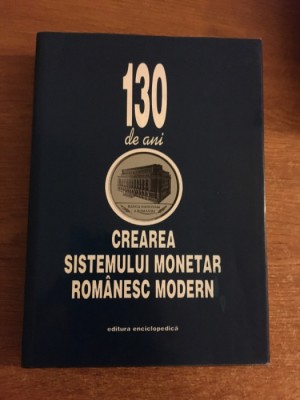 130
de ani
CREAREA
SISTEMULUI MONETAR
ROMÂNESC MODERN
editura enciclopedică